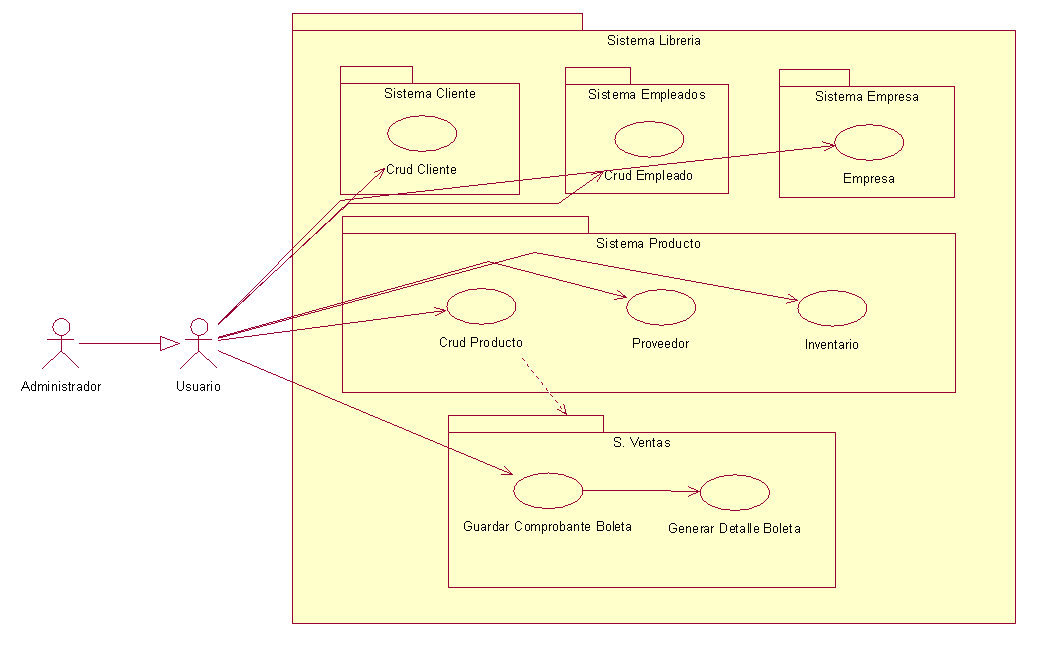 Sistema Libreria
Sistema Cliente
Sistema Empleados
Sistema Empresa
Crud Cliente
Crud Empleado
Empresa
Sistema Producto
Crud Producto
Proveedor
Inventario
Administrador
Usuario
S. Ventas
Guardar Comprobante Boleta
Generar Detalle Boleta